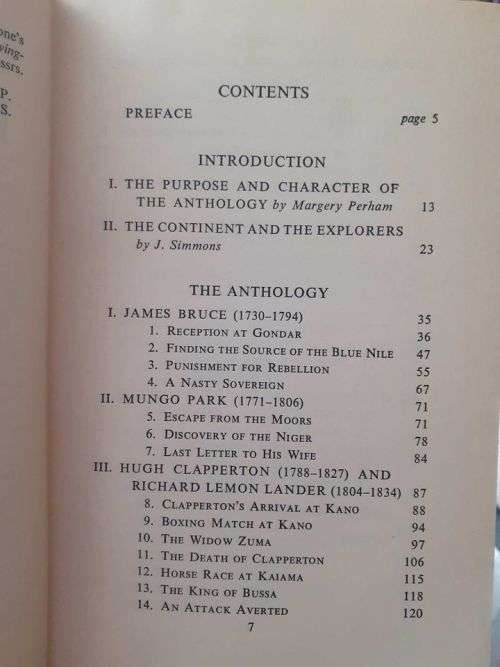 one's
ving-
ssrs.
P.
S.
CONTENTS
PREFACE page 5
INTRODUCTION
I. THE PURPOSE AND CHARACTER OF
THE ANTHOLOGY by Margery Perham 13
II. THE CONTINENT AND THE EXPLORERS
by J. Simmons 23
THE ANTHOLOGY
I. JAMES BRUCE (1730–1794) 35
1. RECEPTION AT GONDAR 36
2. FINDING THE SOURCE OF THE BLUE NILE 47
3. PUNISHMENT FOR REBELLION 55
4. A NASTY SOVEREIGN 67
II. MUNGO PARK (1771–1806) 71
5. ESCAPE FROM THE MOORS 71
6. DISCOVERY OF THE NIGER 78
7. LAST LETTER TO HIS WIFE 84
III. HUGH CLAPPERTON (1788–1827) AND
RICHARD LEMON LANDER (1804–1834) 87
8. CLAPPERTON'S ARRIVAL AT KANO 88
9. BOXING MATCH AT KANO 94
10. THE WIDOW ZUMA 97
11. THE DEATH OF CLAPPERTON 106
12. HORSE RACE AT KAIAMA 115
13. THE KING OF BUSSA 118
14. AN ATTACK AVERTED 120
7